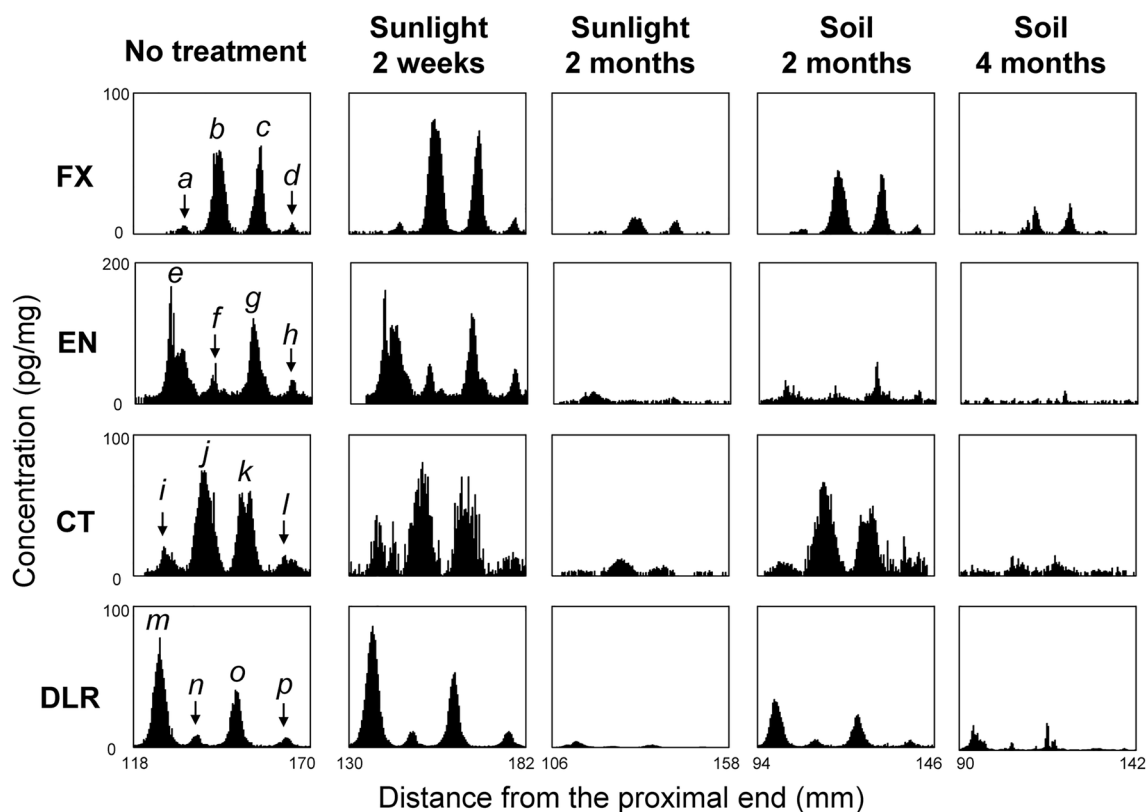 No treatment
Sunlight
2 weeks
Sunlight
2 months
Soil
2 months
Soil
4 months
Concentration (pg/mg)
FX
100
0
a
b
c
d
EN
200
0
e
f
g
h
CT
100
0
i
j
k
l
DLR
100
0
m
n
o
p
118 170 130 182 106 158 94 146 90 142
Distance from the proximal end (mm)